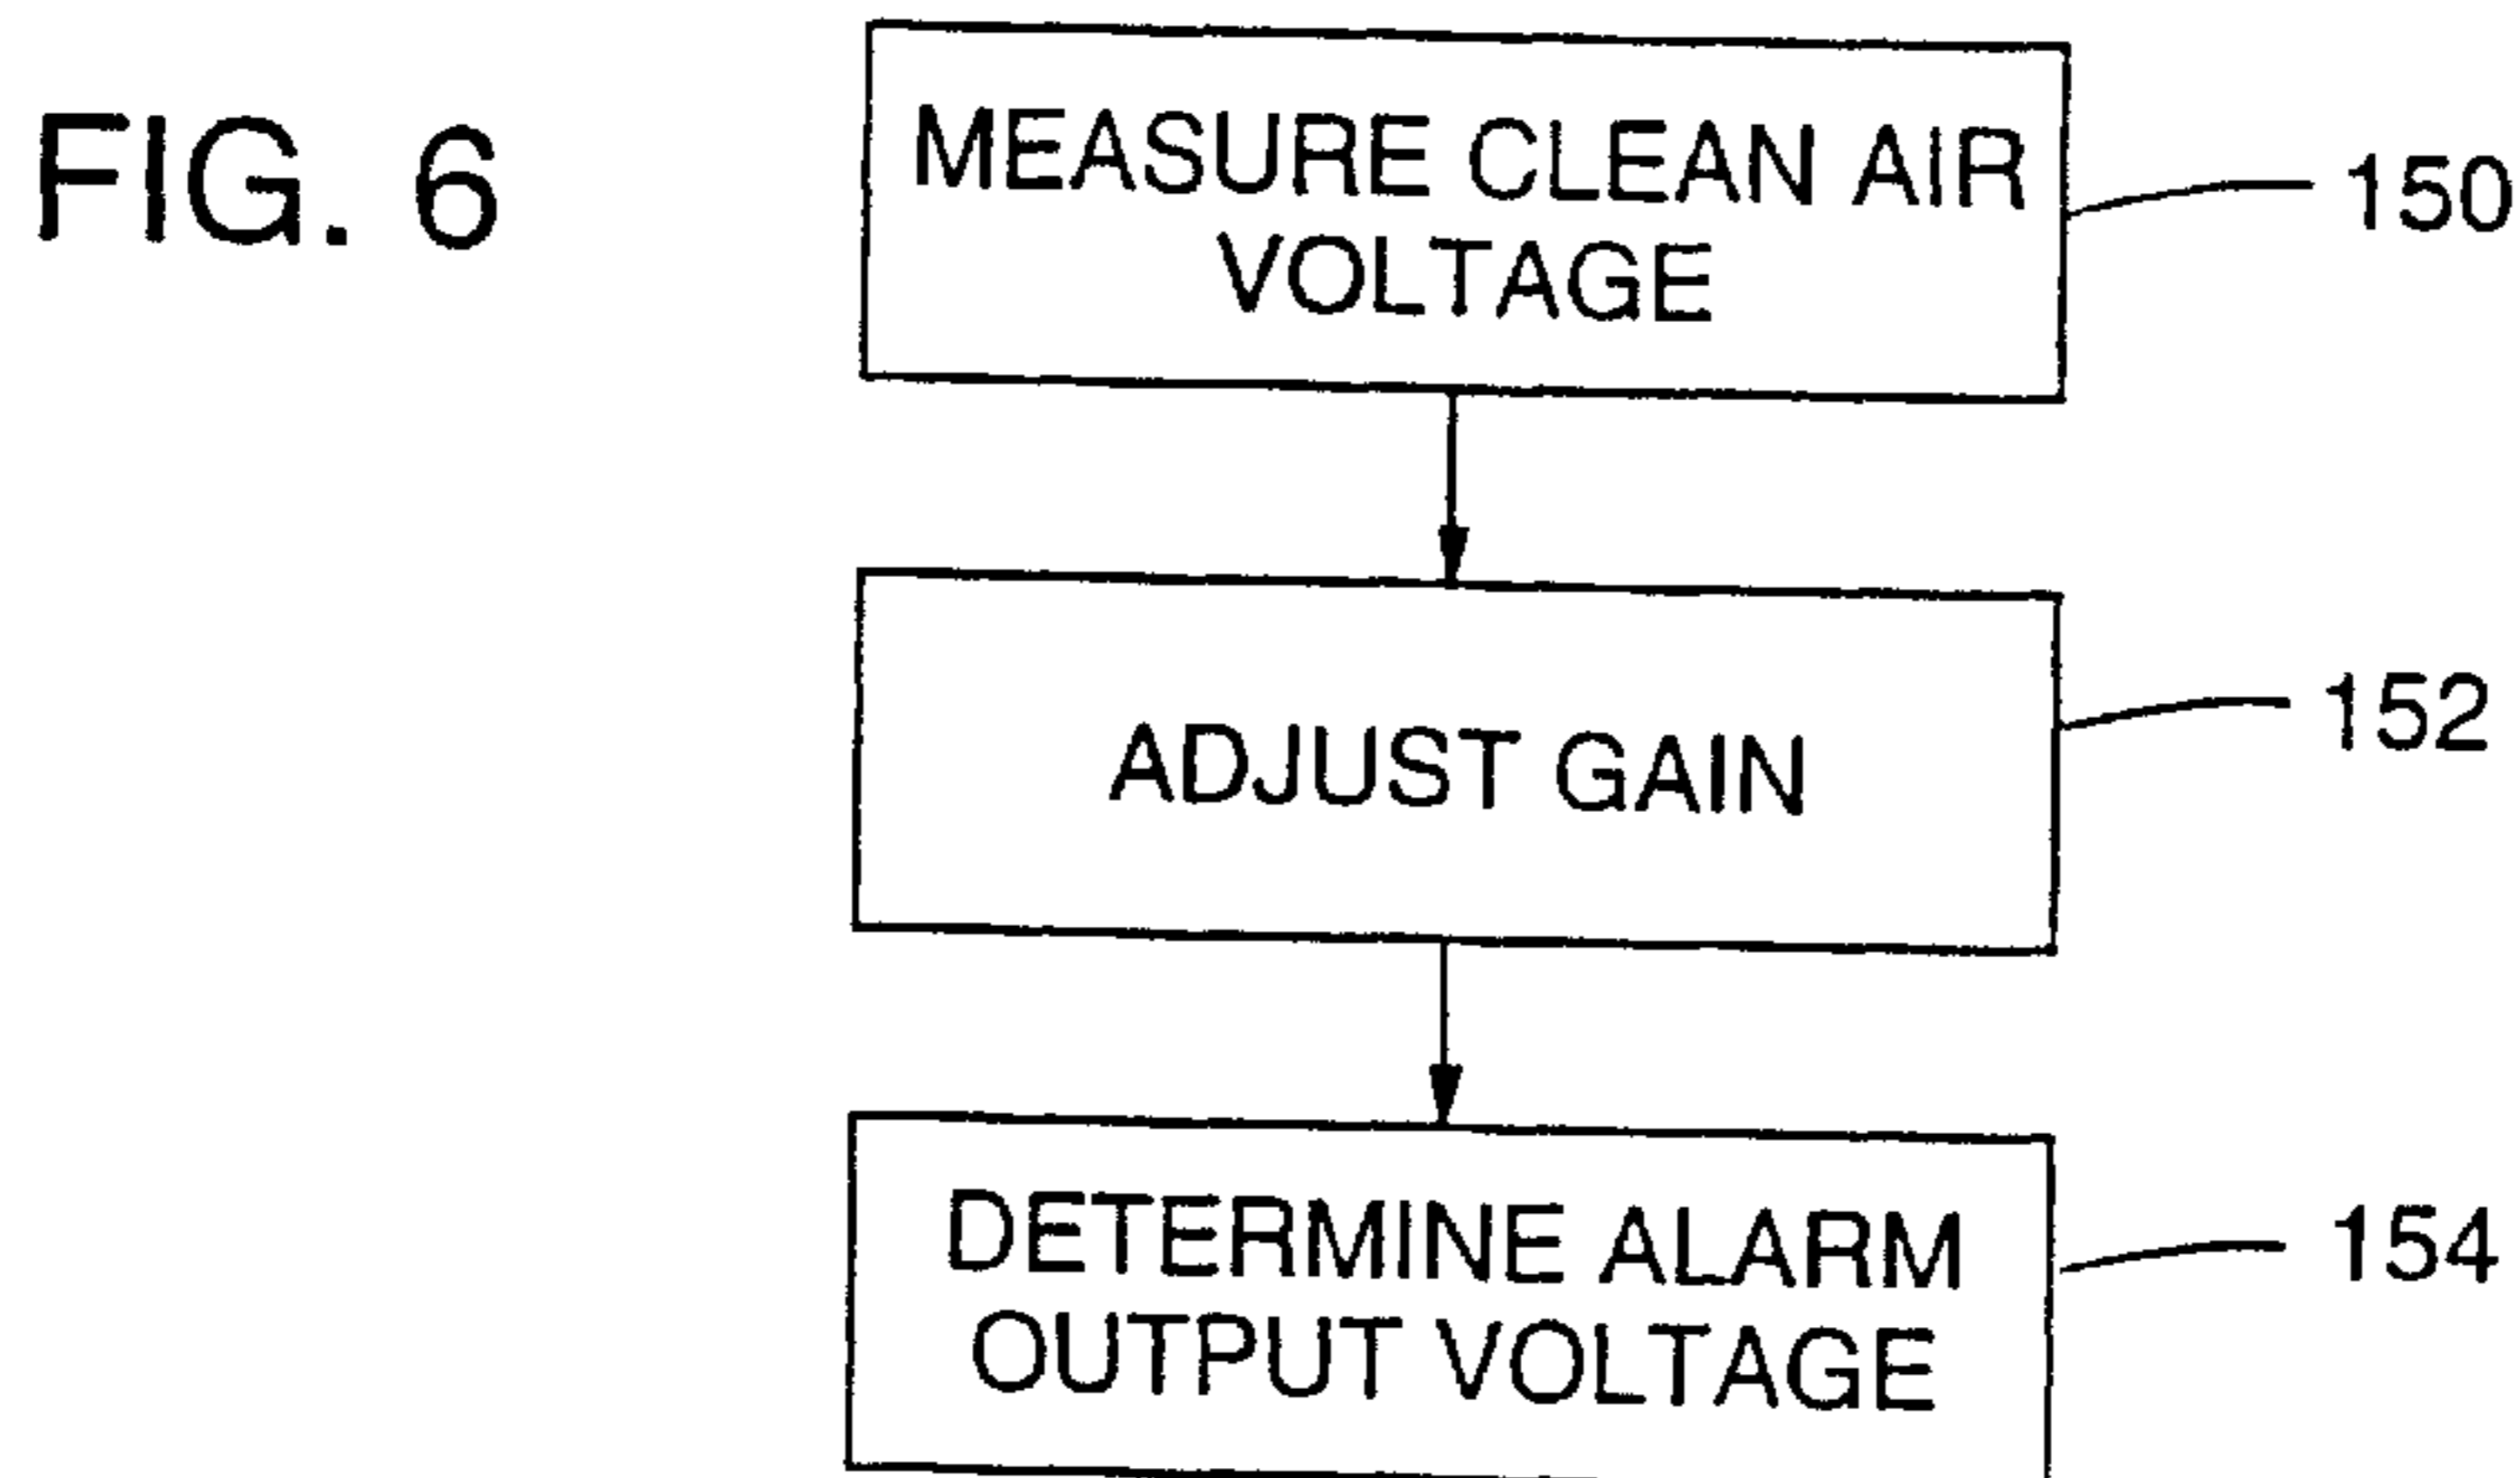 FIG. 6
MEASURE CLEAN AIR
VOLTAGE
150
ADJUST GAIN
152
DETERMINE ALARM
OUTPUT VOLTAGE
154